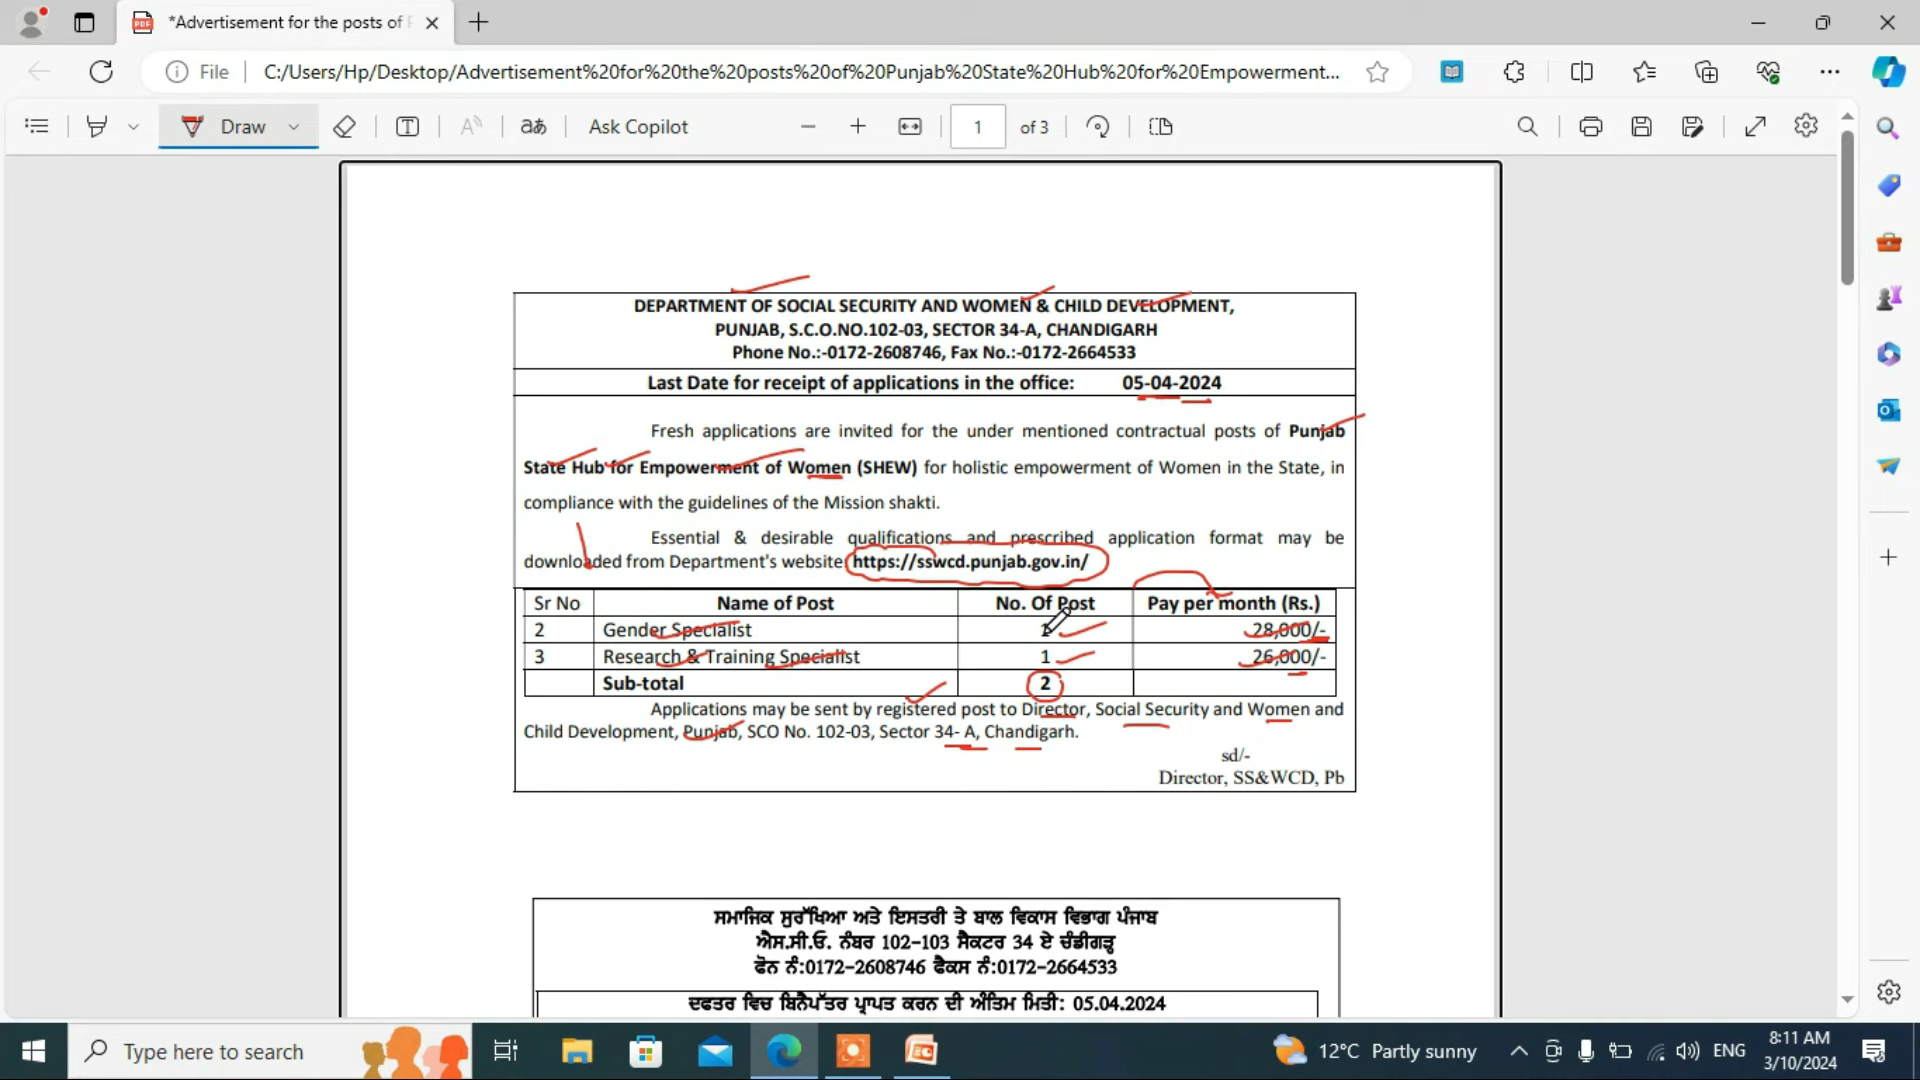 *Advertisement for the posts of P
File
C:/Users/Hp/Desktop/Advertisement%20for%20the%20posts%20of%20Punjab%20State%20Hub%20for%20Empowerment...
Draw
aあ
Ask Copilot
1
of 3
DEPARTMENT OF SOCIAL SECURITY AND WOMEN & CHILD DEVELOPMENT,
PUNJAB, S.C.O.NO.102-03, SECTOR 34-A, CHANDIGARH
Phone No.:-0172-2608746, Fax No.:-0172-2664533
Last Date for receipt of applications in the office: 05-04-2024
Fresh applications are invited for the under mentioned contractual posts of Punjab
State Hub for Empowerment of Women (SHEW) for holistic empowerment of Women in the State, in
compliance with the guidelines of the Mission shakti.
Essential & desirable qualifications and prescribed application format may be
downloaded from Department's website https://sswcd.punjab.gov.in/
Sr No Name of Post No. Of Post Pay per month (Rs.)
2 Gender Specialist 1 28,000/-
3 Research & Training Specialist 1 26,000/-
Sub-total 2
Applications may be sent by registered post to Director, Social Security and Women and
Child Development, Punjab, SCO No. 102-03, Sector 34- A, Chandigarh.
sd/-
Director, SS&WCD, Pb
ਸਮਾਜਿਕ ਸੁਰੱਖਿਆ ਅਤੇ ਇਸਤਰੀ ਤੇ ਬਾਲ ਵਿਕਾਸ ਵਿਭਾਗ ਪੰਜਾਬ
ਐਸ.ਸੀ.ਓ. ਨੰਬਰ 102-103 ਸੈਕਟਰ 34 ਏ ਚੰਡੀਗੜ੍ਹ
ਫੋਨ ਨੰ:0172-2608746 ਫੈਕਸ ਨੰ:0172-2664533
ਦਫਤਰ ਵਿਚ ਬਿਨੈਪੱਤਰ ਪ੍ਰਾਪਤ ਕਰਨ ਦੀ ਅੰਤਿਮ ਮਿਤੀ: 05.04.2024
Type here to search
12°C Partly sunny
ENG
8:11 AM
3/10/2024